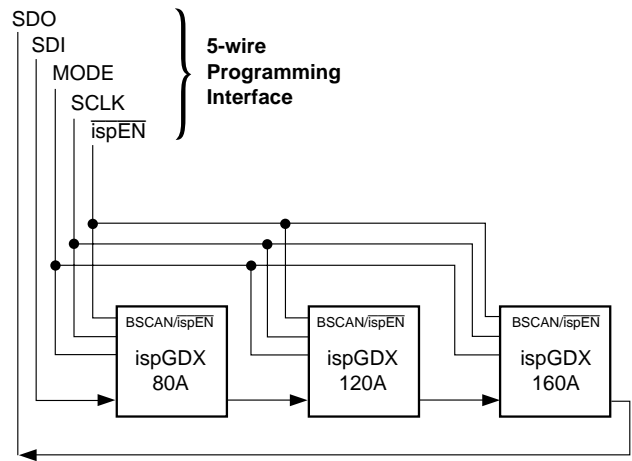 SDO
SDI
MODE
SCLK
ispEN
5-wire
Programming
Interface
BSCAN/ispEN
ispGDX
80A
BSCAN/ispEN
ispGDX
120A
BSCAN/ispEN
ispGDX
160A